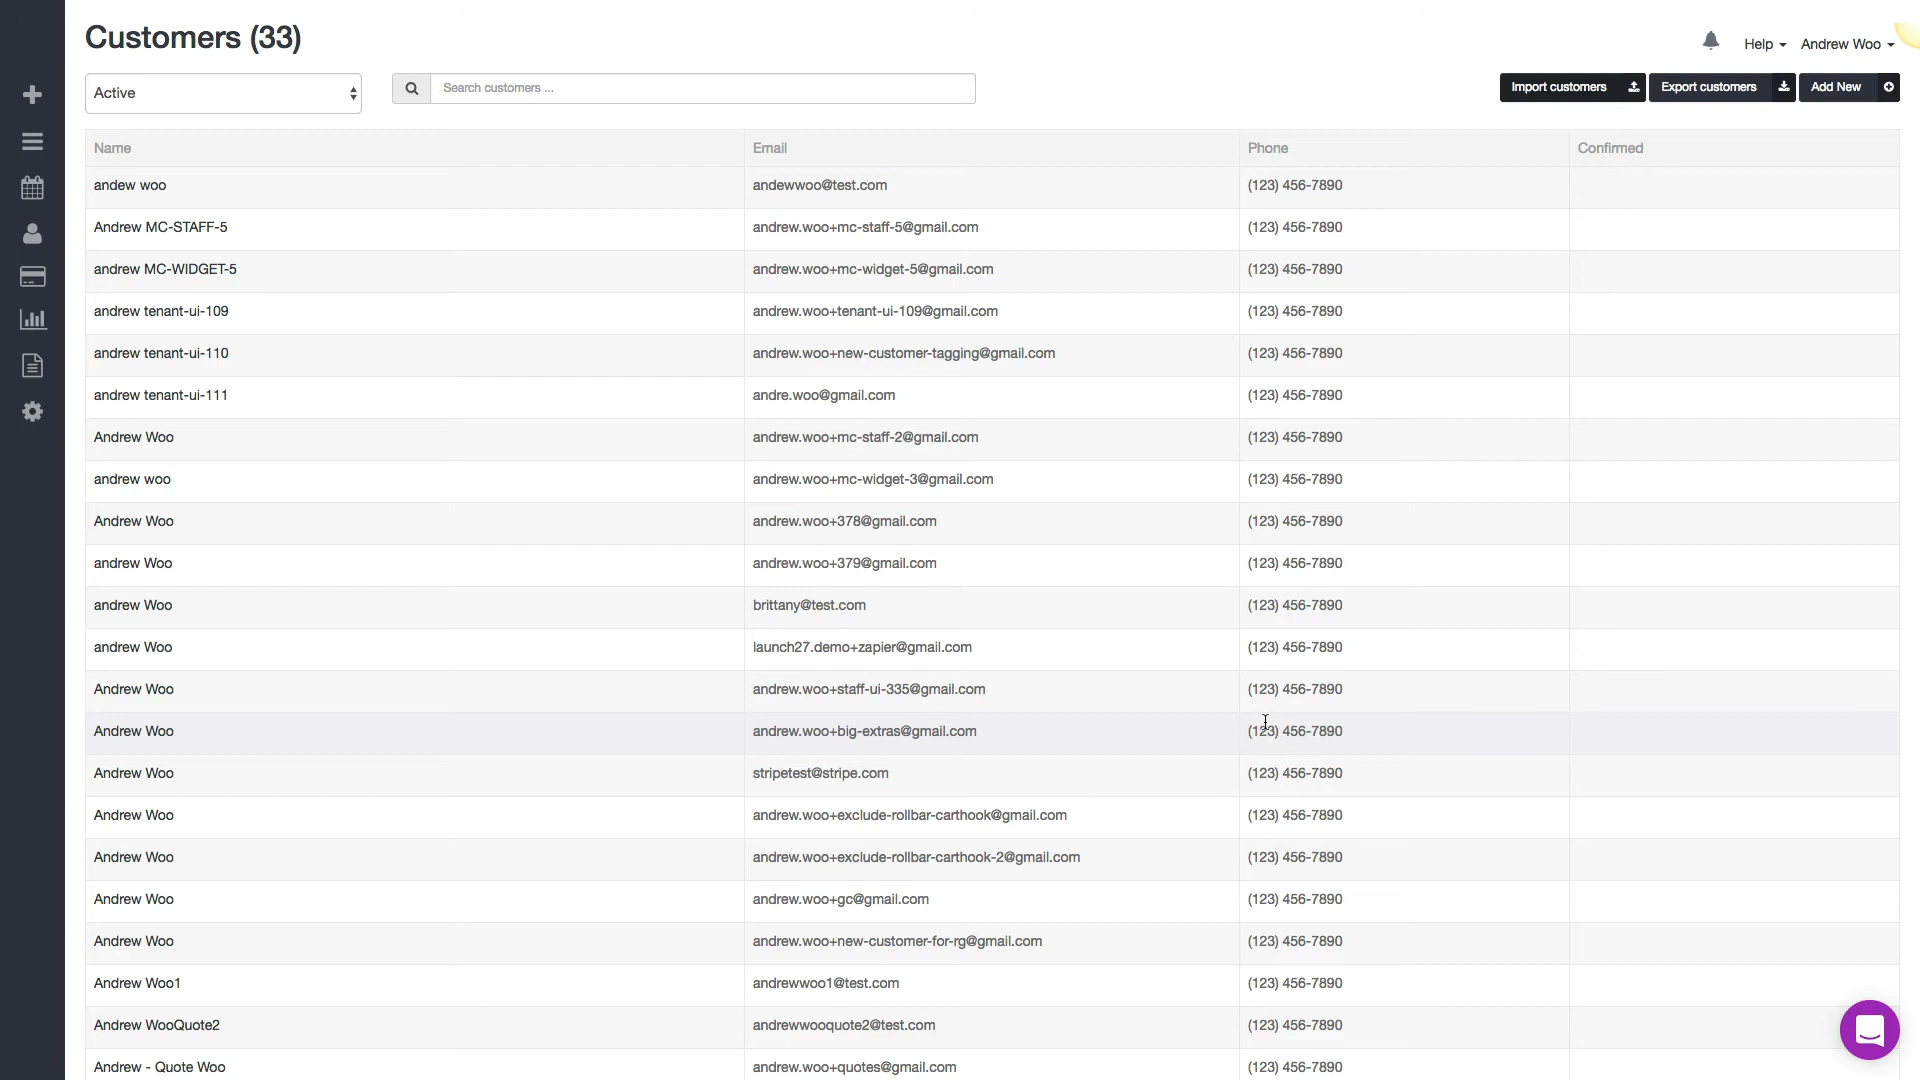 Customers (33)
Help Andrew Woo
Active Search customers ... Import customers Export customers Add New
Name Email Phone Confirmed
andew woo andewwoo@test.com (123) 456-7890
Andrew MC-STAFF-5 andrew.woo+mc-staff-5@gmail.com (123) 456-7890
andrew MC-WIDGET-5 andrew.woo+mc-widget-5@gmail.com (123) 456-7890
andrew tenant-ui-109 andrew.woo+tenant-ui-109@gmail.com (123) 456-7890
andrew tenant-ui-110 andrew.woo+new-customer-tagging@gmail.com (123) 456-7890
andrew tenant-ui-111 andre.woo@gmail.com (123) 456-7890
Andrew Woo andrew.woo+mc-staff-2@gmail.com (123) 456-7890
andrew woo andrew.woo+mc-widget-3@gmail.com (123) 456-7890
Andrew Woo andrew.woo+378@gmail.com (123) 456-7890
andrew Woo andrew.woo+379@gmail.com (123) 456-7890
andrew Woo brittany@test.com (123) 456-7890
andrew Woo launch27.demo+zapier@gmail.com (123) 456-7890
Andrew Woo andrew.woo+staff-ui-335@gmail.com (123) 456-7890
Andrew Woo andrew.woo+big-extras@gmail.com (123) 456-7890
Andrew Woo stripetest@stripe.com (123) 456-7890
Andrew Woo andrew.woo+exclude-rollbar-carthook@gmail.com (123) 456-7890
Andrew Woo andrew.woo+exclude-rollbar-carthook-2@gmail.com (123) 456-7890
Andrew Woo andrew.woo+gc@gmail.com (123) 456-7890
Andrew Woo andrew.woo+new-customer-for-rg@gmail.com (123) 456-7890
Andrew Woo1 andrewwoo1@test.com (123) 456-7890
Andrew WooQuote2 andrewwooquote2@test.com (123) 456-7890
Andrew - Quote Woo andrew.woo+quotes@gmail.com (123) 456-7890